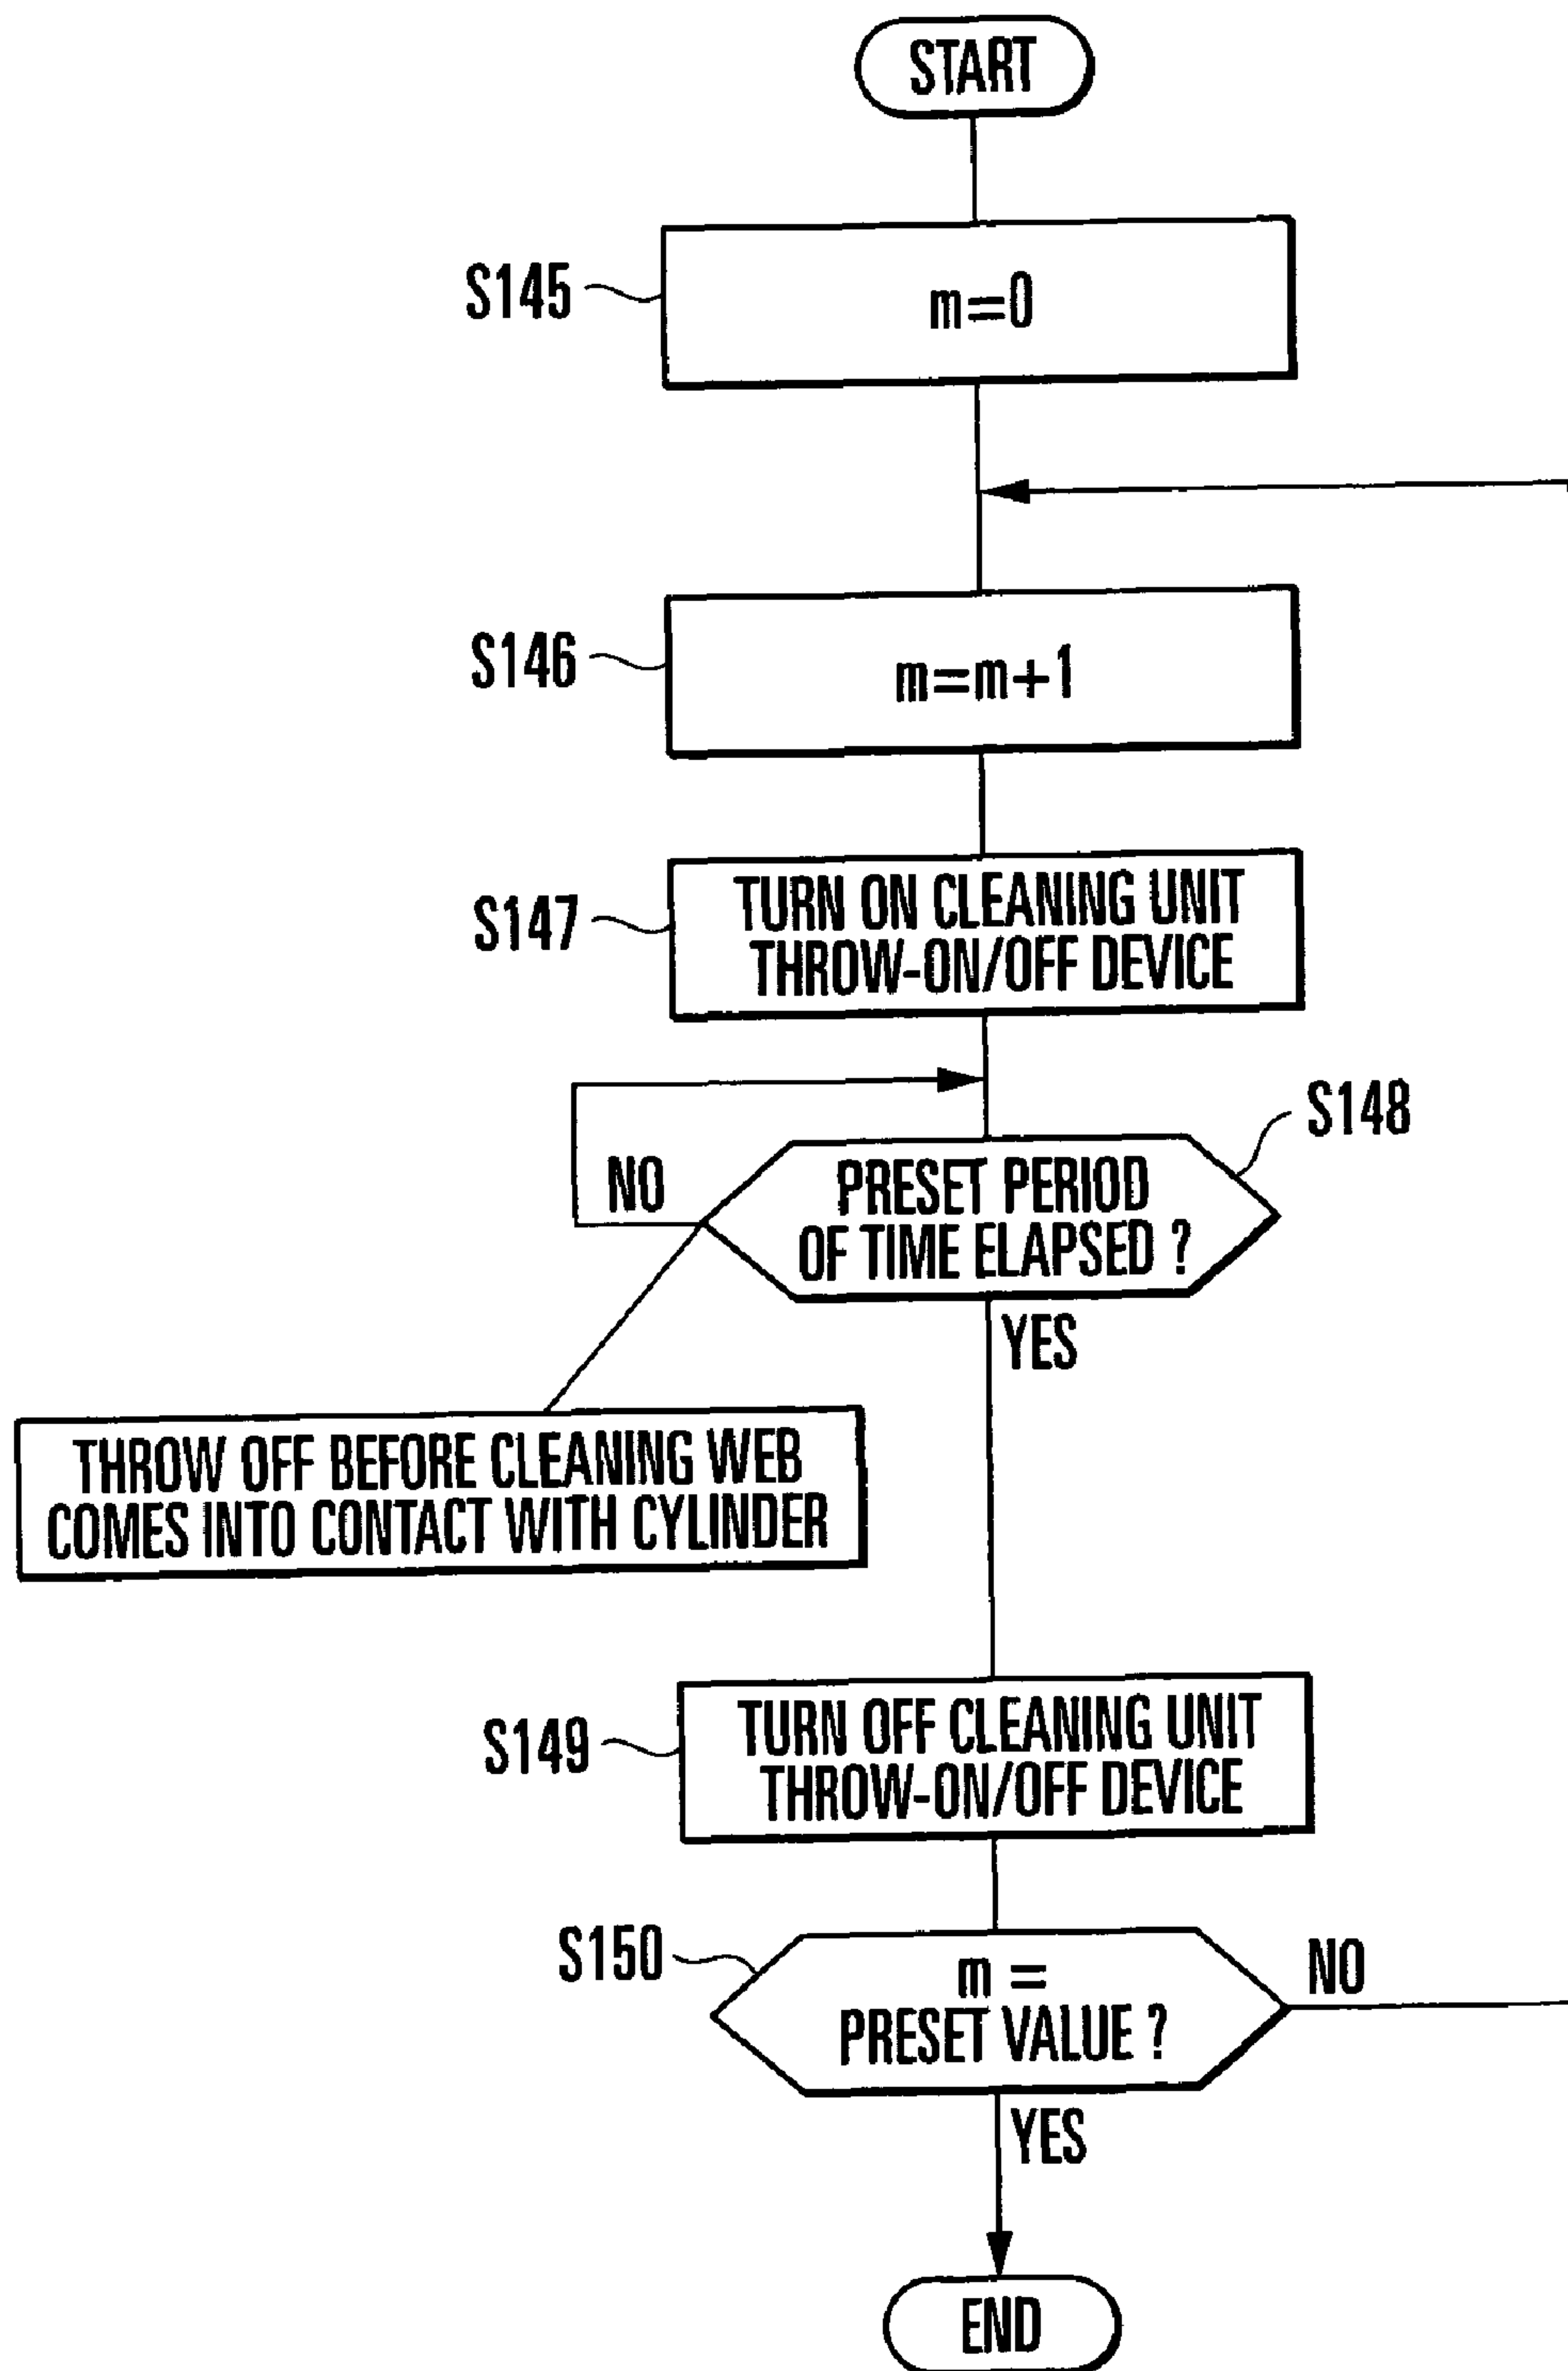 START
S145
m=0
S146
m=m+1
S147
TURN ON CLEANING UNIT
THROW-ON/OFF DEVICE
S148
NO
PRESET PERIOD
OF TIME ELAPSED ?
YES
THROW OFF BEFORE CLEANING WEB
COMES INTO CONTACT WITH CYLINDER
S149
TURN OFF CLEANING UNIT
THROW-ON/OFF DEVICE
S150
m =
PRESET VALUE ?
NO
YES
END